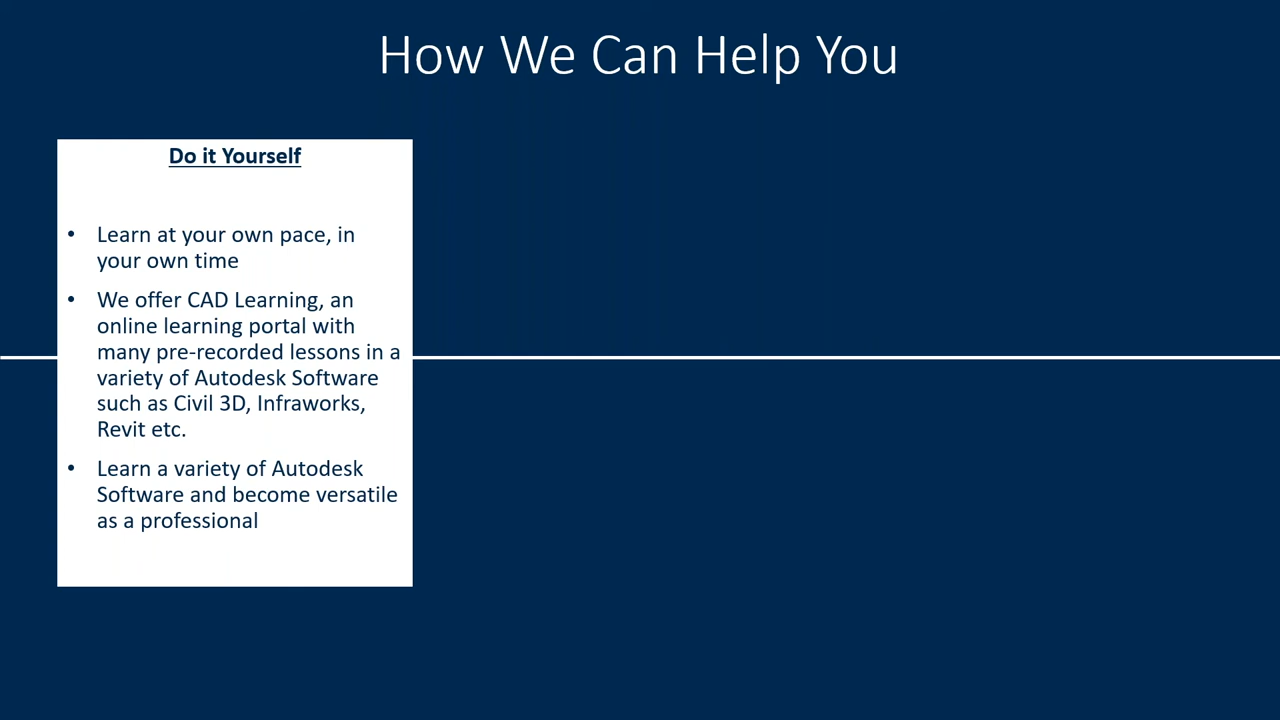 How We Can Help You
Do it Yourself
• Learn at your own pace, in
your own time
• We offer CAD Learning, an
online learning portal with
many pre-recorded lessons in a
variety of Autodesk Software
such as Civil 3D, Infraworks,
Revit etc.
• Learn a variety of Autodesk
Software and become versatile
as a professional